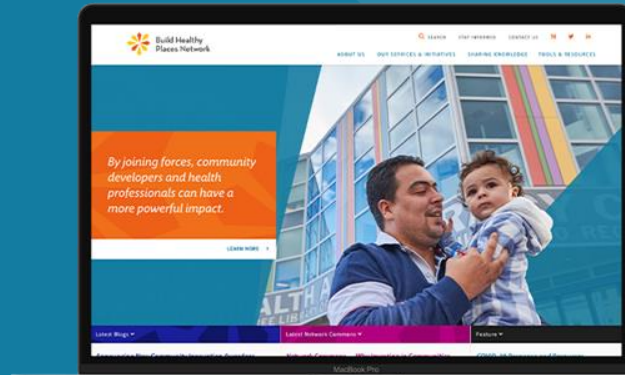 Build Healthy
Places Network
SEARCH STAY INFORMED CONTACT US
ABOUT US OUR SERVICES & INITIATIVES SHARING KNOWLEDGE TOOLS & RESOURCES
By joining forces, community
developers and health
professionals can have a
more powerful impact.
LEARN MORE >
Latest Blogs
Latest Network Commons
Feature
MacBook Pro